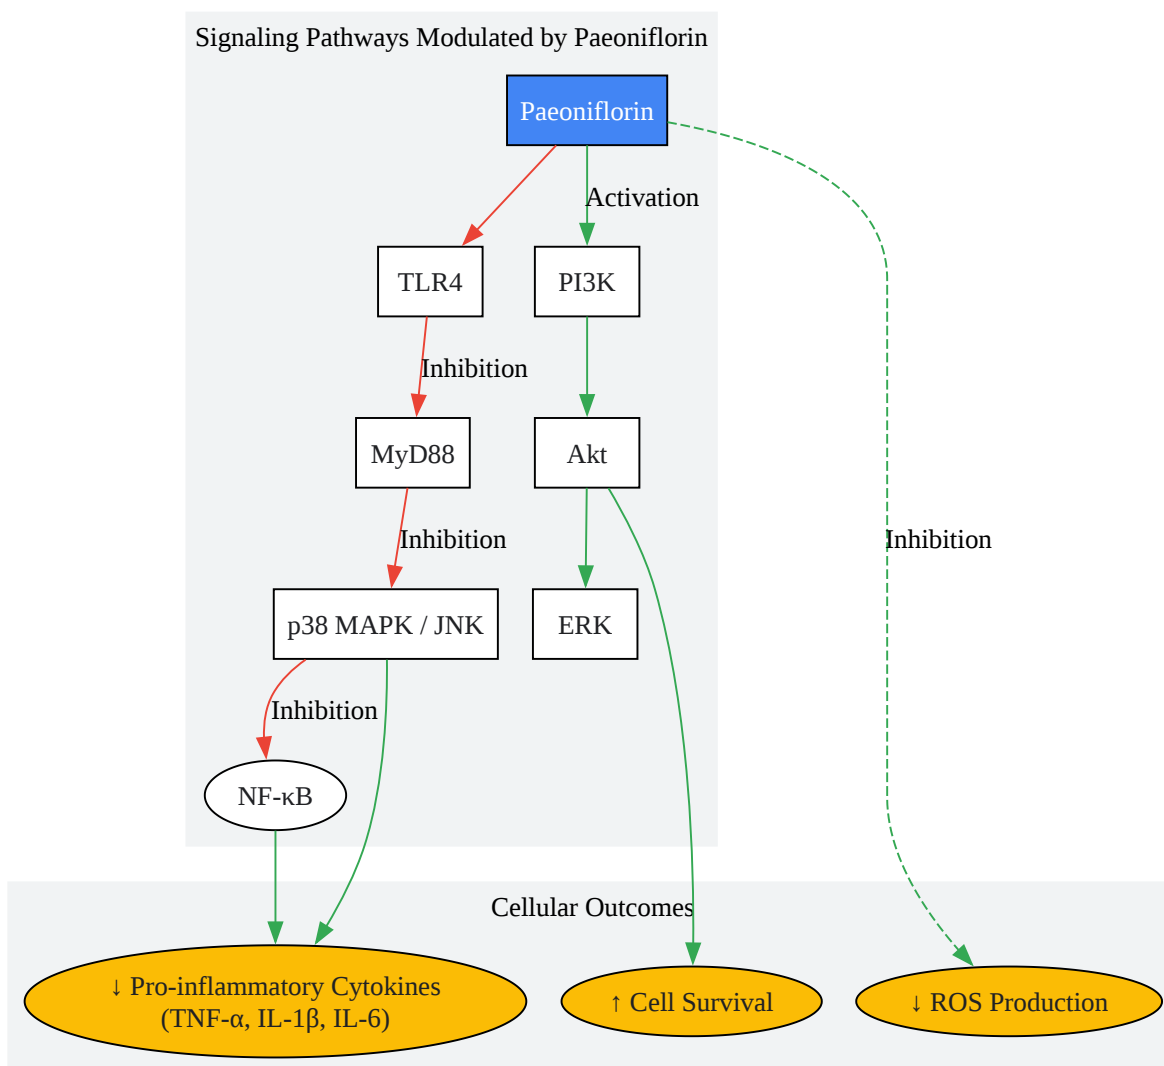 Signaling Pathways Modulated by Paeoniflorin
Paeoniflorin
Activation
TLR4
PI3K
Inhibition
MyD88
Akt
Inhibition
Inhibition
p38 MAPK / JNK
ERK
Inhibition
NF-κB
Cellular Outcomes
↓ Pro-inflammatory Cytokines
(TNF-α, IL-1β, IL-6)
↑ Cell Survival
↓ ROS Production